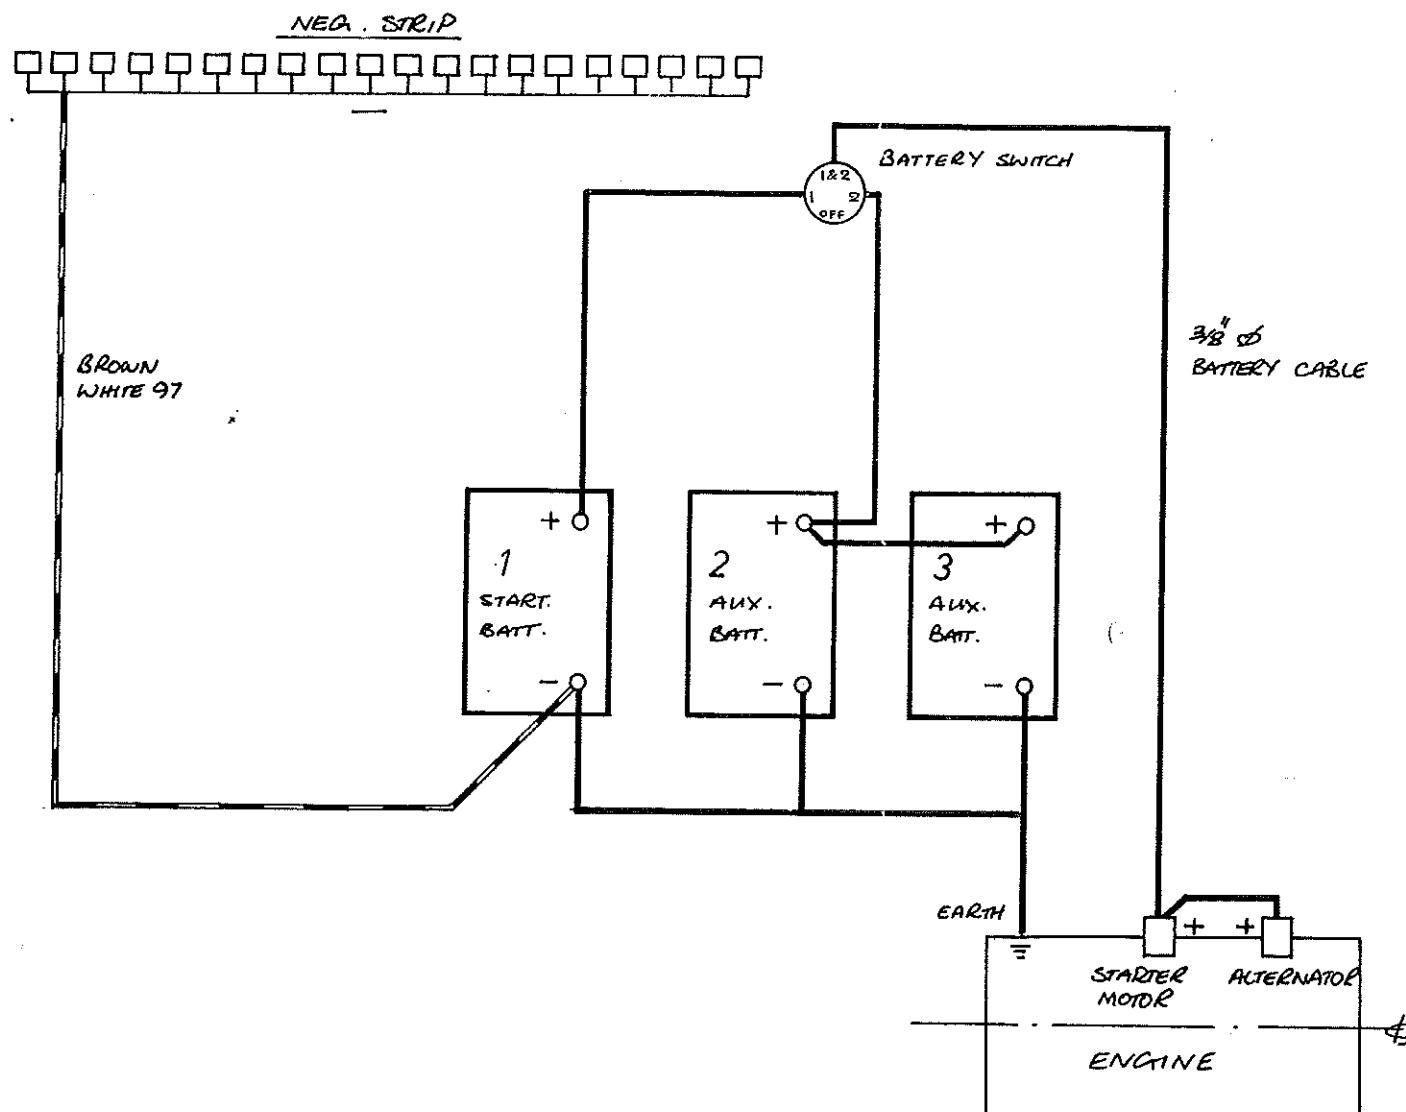 NEG. STRIP
BATTERY SWITCH
1&2
1
2
OFF
3/8" Ø
BATTERY CABLE
BROWN
WHITE 97
+
+
+
1
2
3
START.
BATT.
AUX.
BATT.
AUX.
BATT.
-
-
-
EARTH
+
+
STARTER
MOTOR
ALTERNATOR
ENGINE